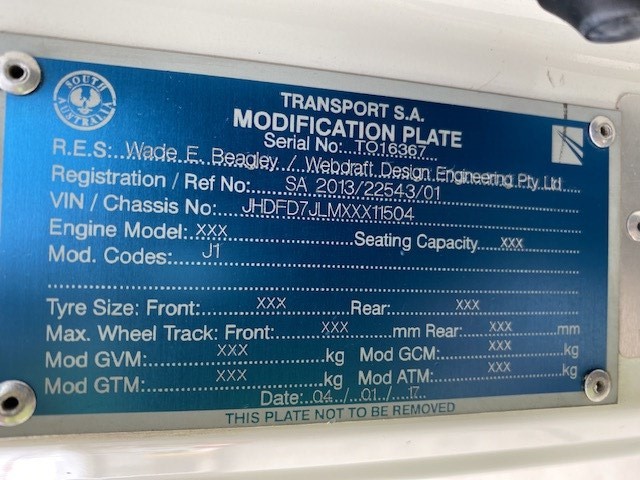 SOUTH AUSTRALIA
TRANSPORT S.A.
MODIFICATION PLATE
Serial No: TO16367
R.E.S: Wade E. Beagley / Webdraft Design Engineering Pty. Ltd
Registration / Ref No: SA 2013/22543/01
VIN / Chassis No: JHDFD7JLMXXX11504
Engine Model: XXX Seating Capacity XXX
Mod. Codes: J1
Tyre Size: Front: XXX Rear: XXX
Max. Wheel Track: Front: XXX mm Rear: XXX mm
Mod GVM: XXX kg Mod GCM: XXX kg
Mod GTM: XXX kg Mod ATM: XXX kg
Date: 04 / 01 / 17
THIS PLATE NOT TO BE REMOVED